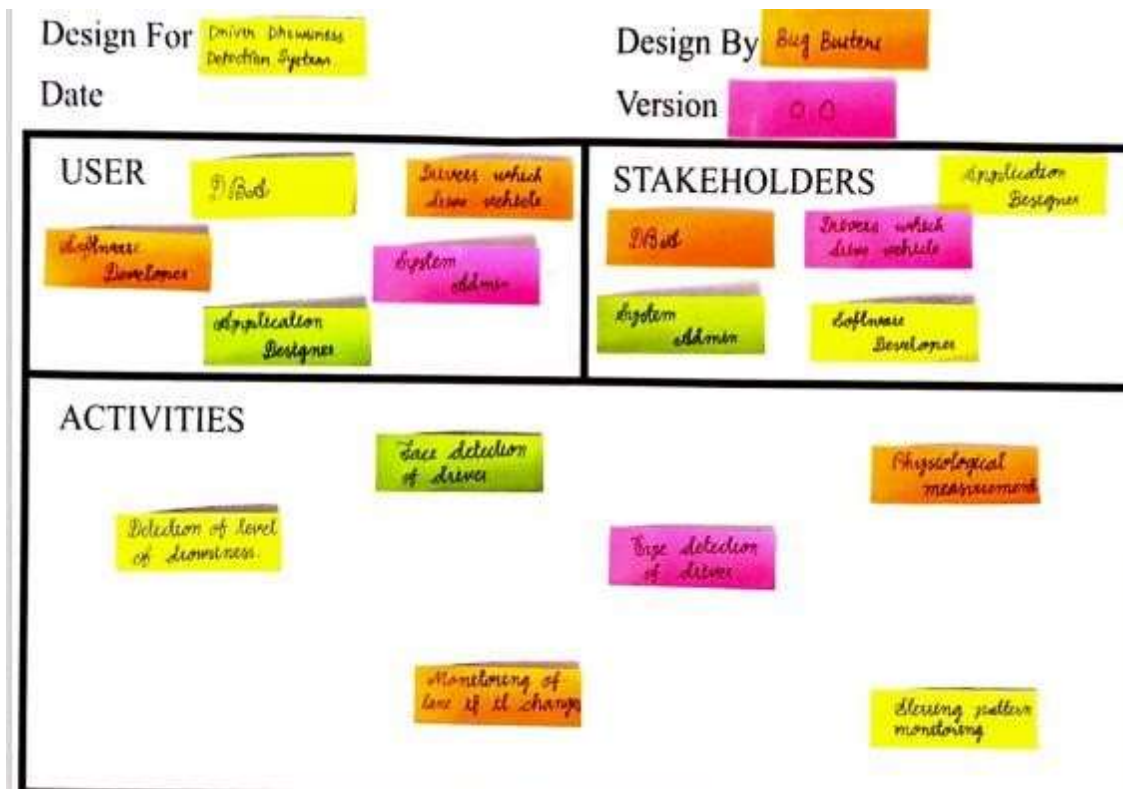 Design For
Driver Drowsiness
Detection System
Design By
Bug Busters
Date
Version
0.0
USER
DBA
Drivers which
drive vehicle
Software
Developer
System
Admin
Application
Designer
STAKEHOLDERS
Application
Designer
DBA
Drivers which
drive vehicle
System
Admin
Software
Developer
ACTIVITIES
Face detection
of driver
Physiological
measurement
Detection of level
of drowsiness.
Eye detection
of driver
Monitoring of
lane if it change
pattern
monitoring